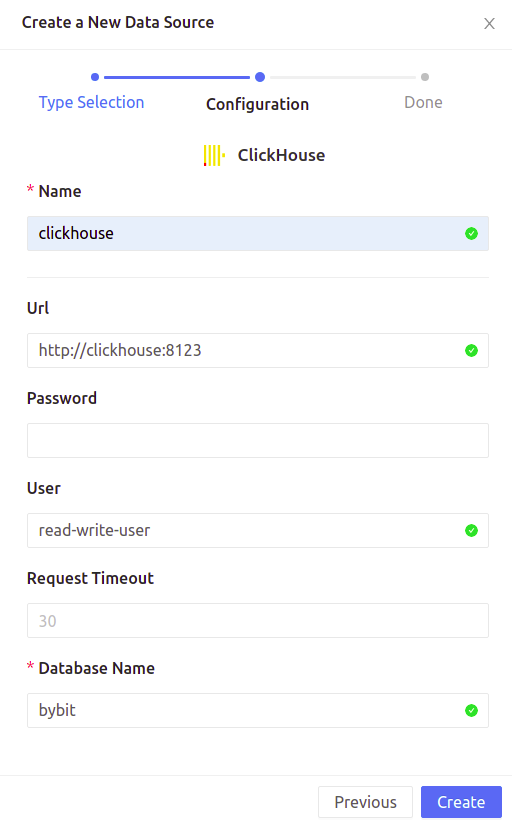 Create a New Data Source
Type Selection
Configuration
Done
ClickHouse
* Name
clickhouse
Url
http://clickhouse:8123
Password
User
read-write-user
Request Timeout
30
* Database Name
bybit
Previous
Create